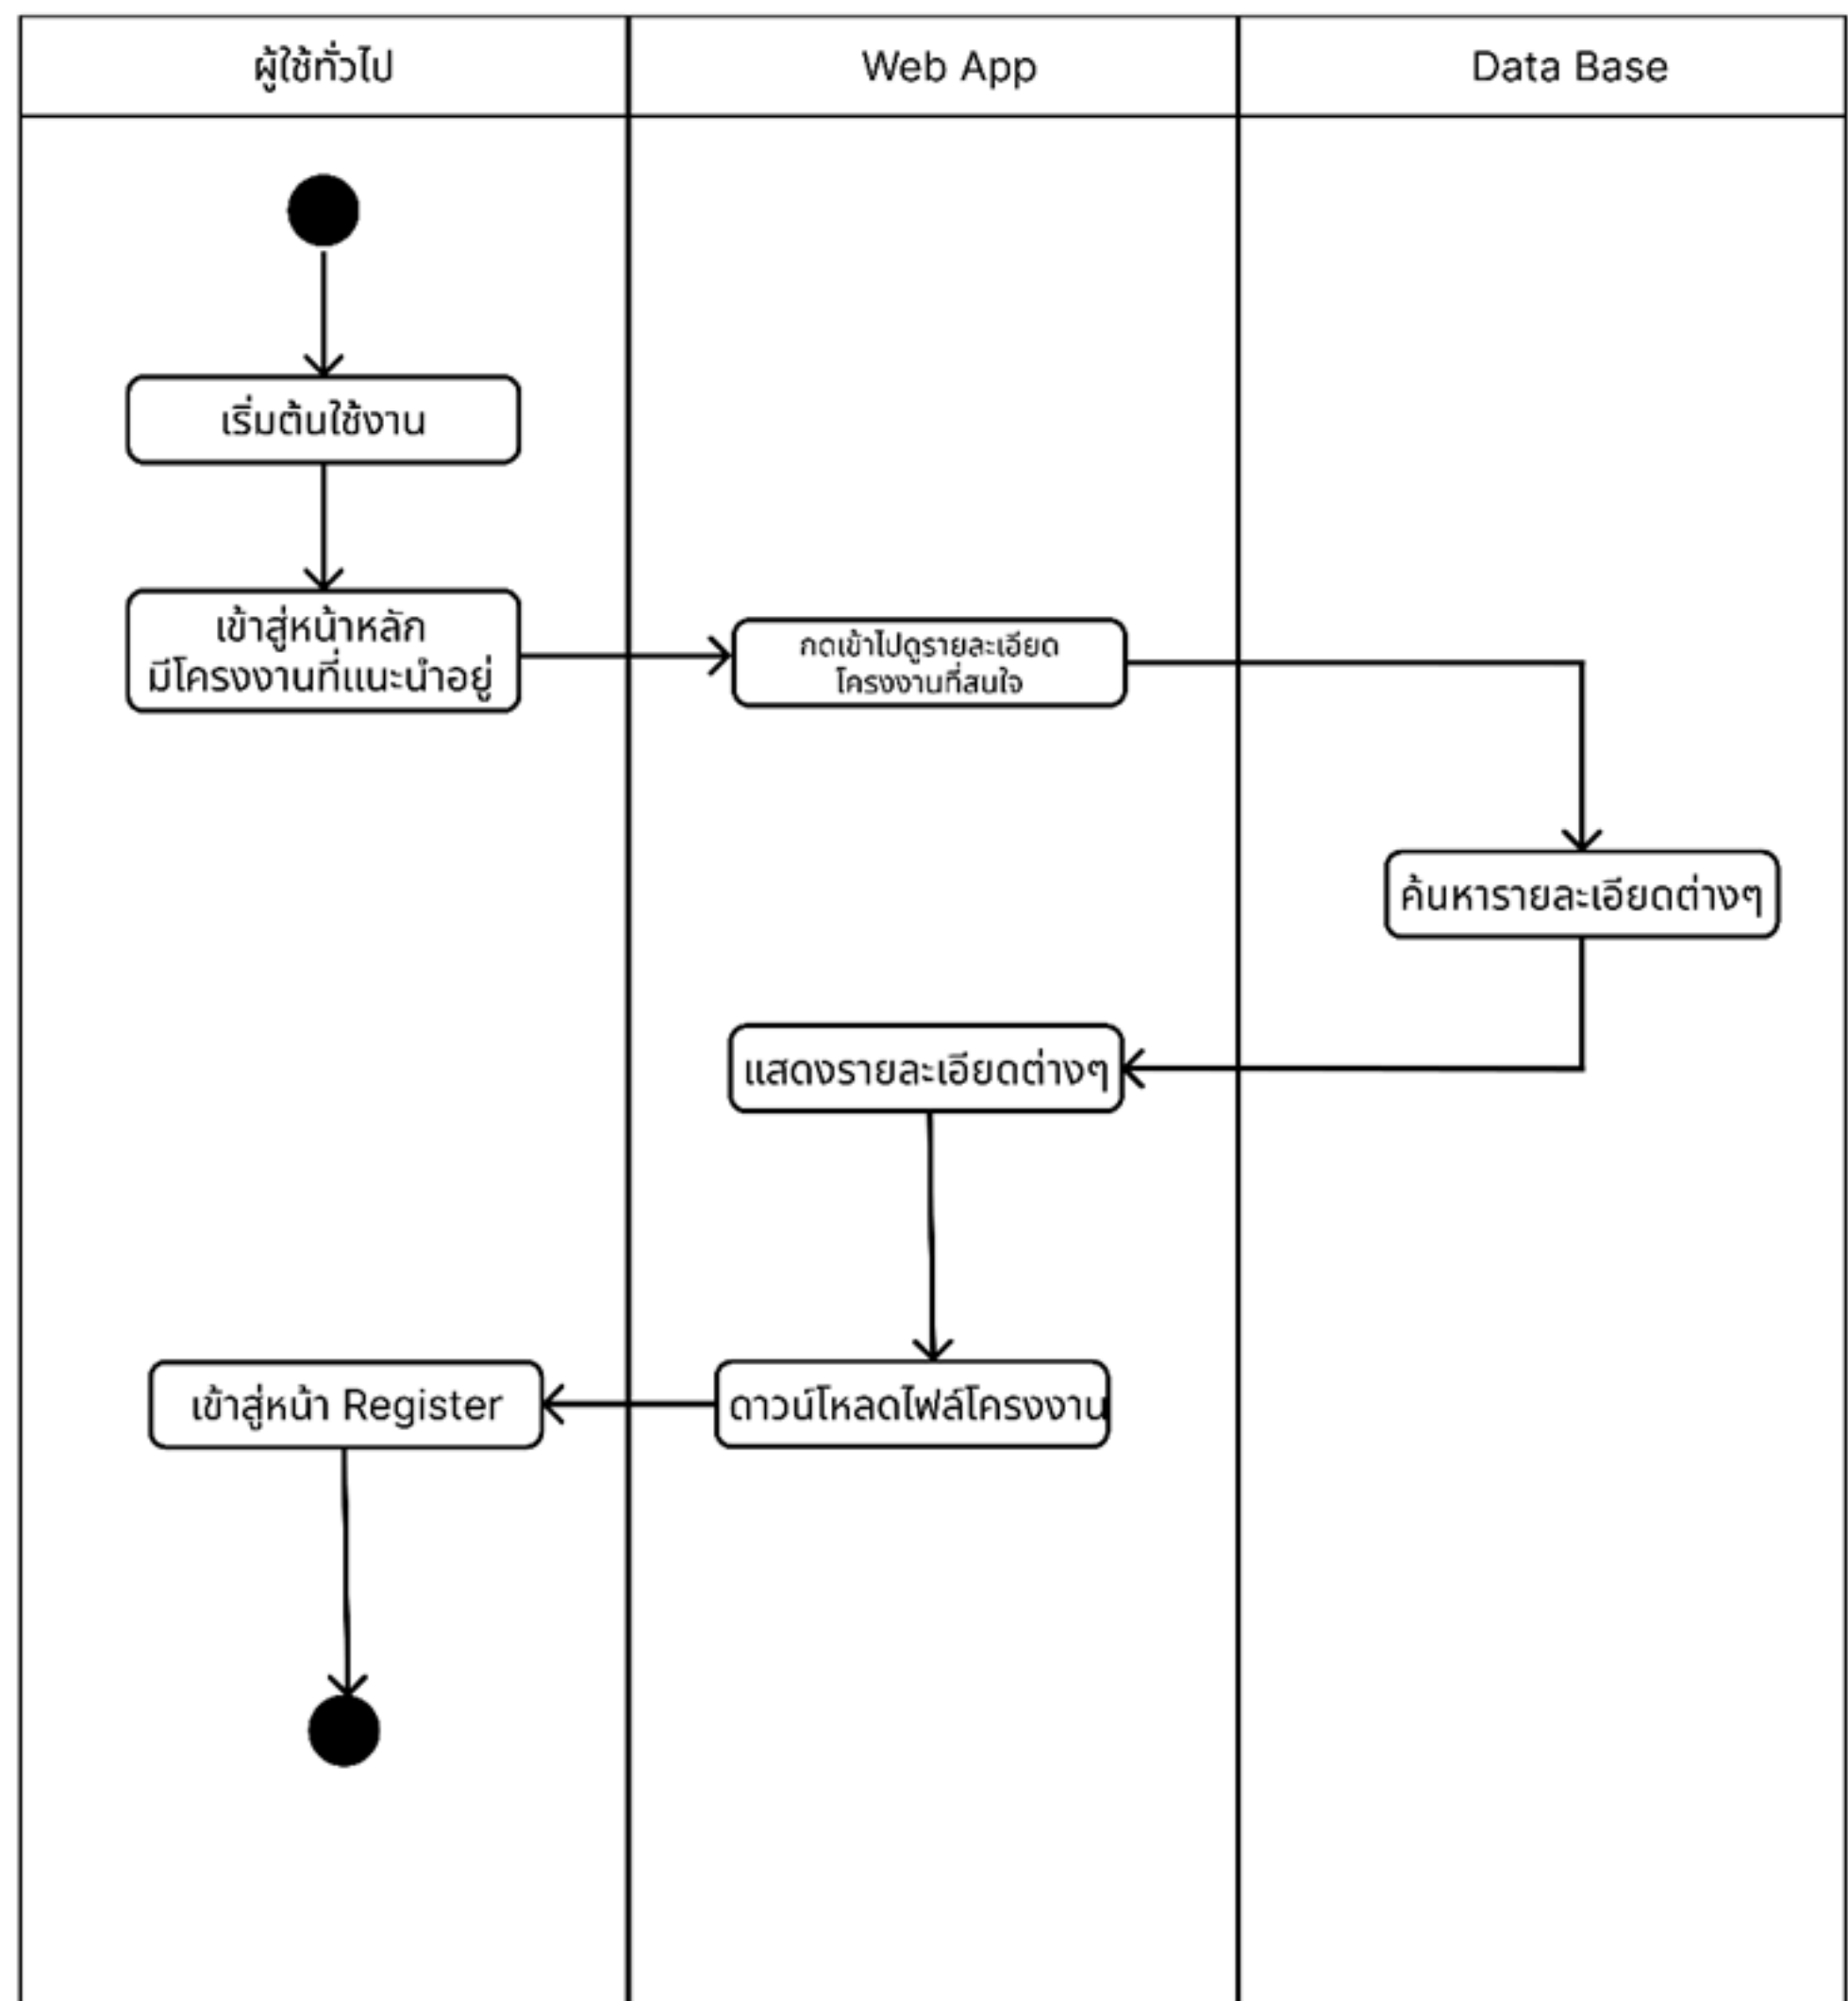 ผู้ใช้ทั่วไป
Web App
Data Base
เริ่มต้นใช้งาน
เข้าสู่หน้าหลัก
มีโครงงานที่แนะนำอยู่
กดเข้าไปดูรายละเอียด
โครงงานที่สนใจ
ค้นหารายละเอียดต่างๆ
แสดงรายละเอียดต่างๆ
เข้าสู่หน้า Register
ดาวน์โหลดไฟล์โครงงาน